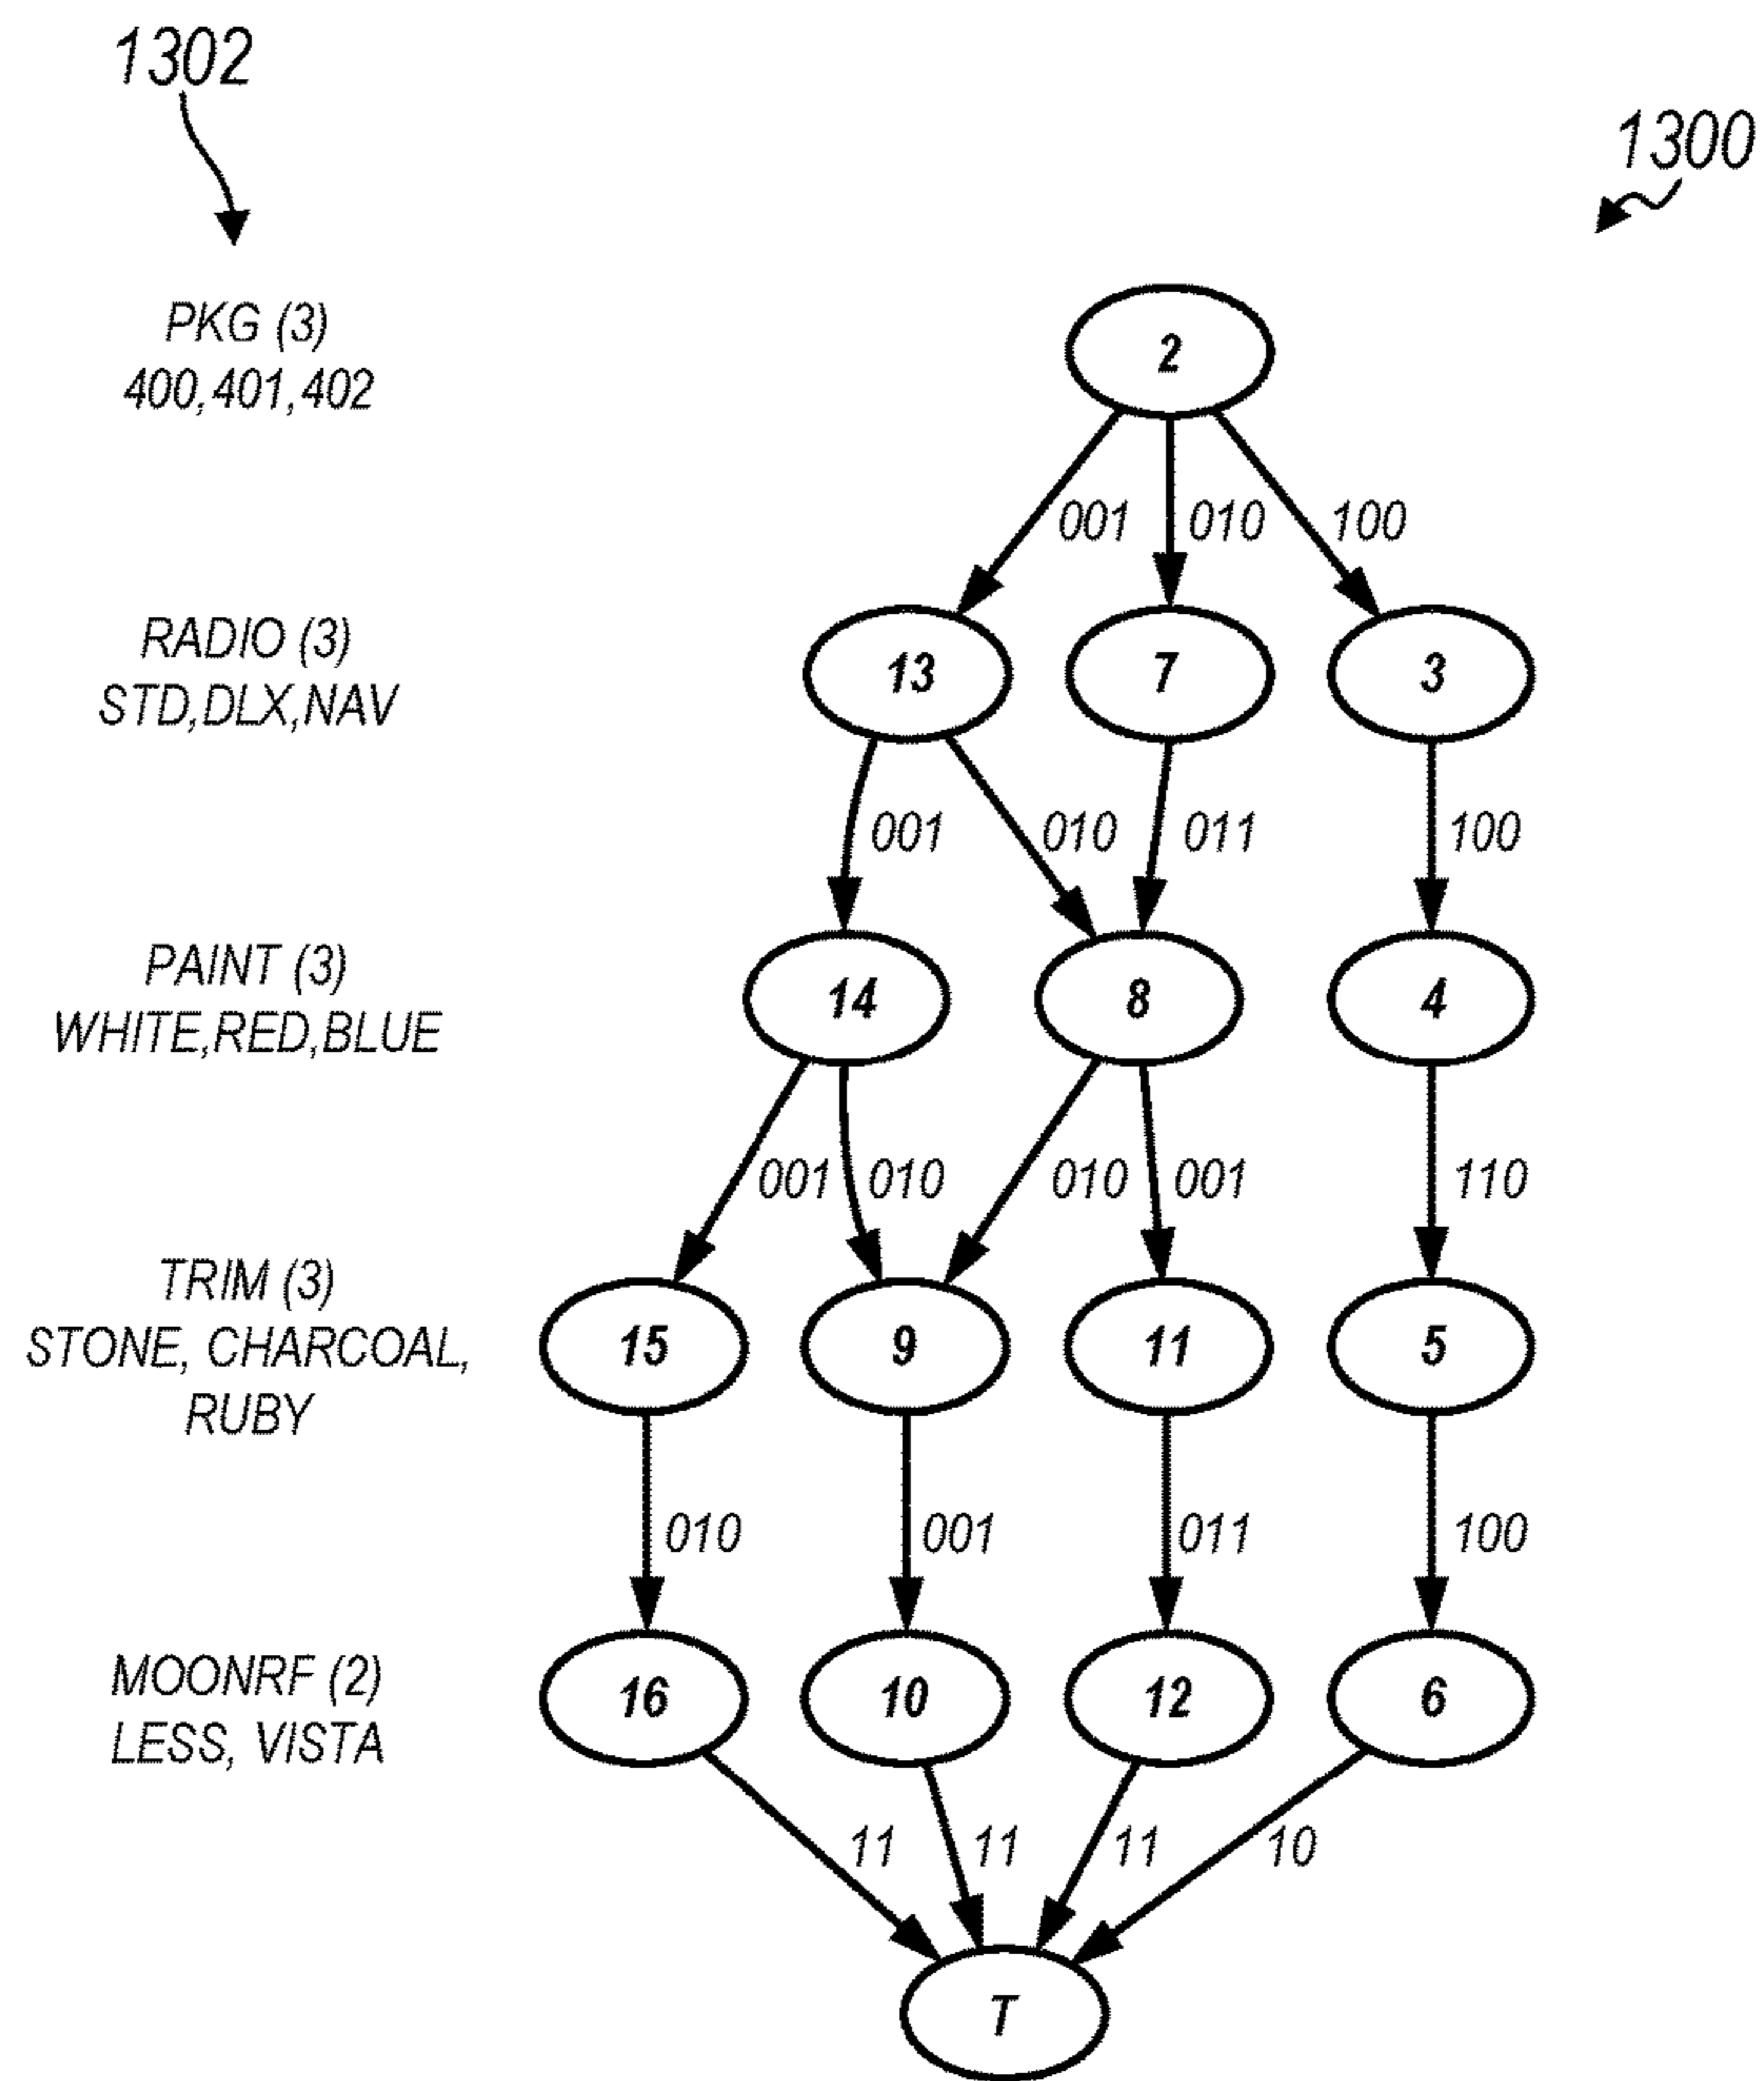 1302
1300
PKG (3)
400,401,402
2
001 010 100
RADIO (3)
STD,DLX,NAV
13 7 3
001 010 011 100
PAINT (3)
WHITE,RED,BLUE
14 8 4
001 010 010 001 110
TRIM (3)
STONE, CHARCOAL,
RUBY
15 9 11 5
010 001 011 100
MOONRF (2)
LESS, VISTA
16 10 12 6
11 11 11 10
T